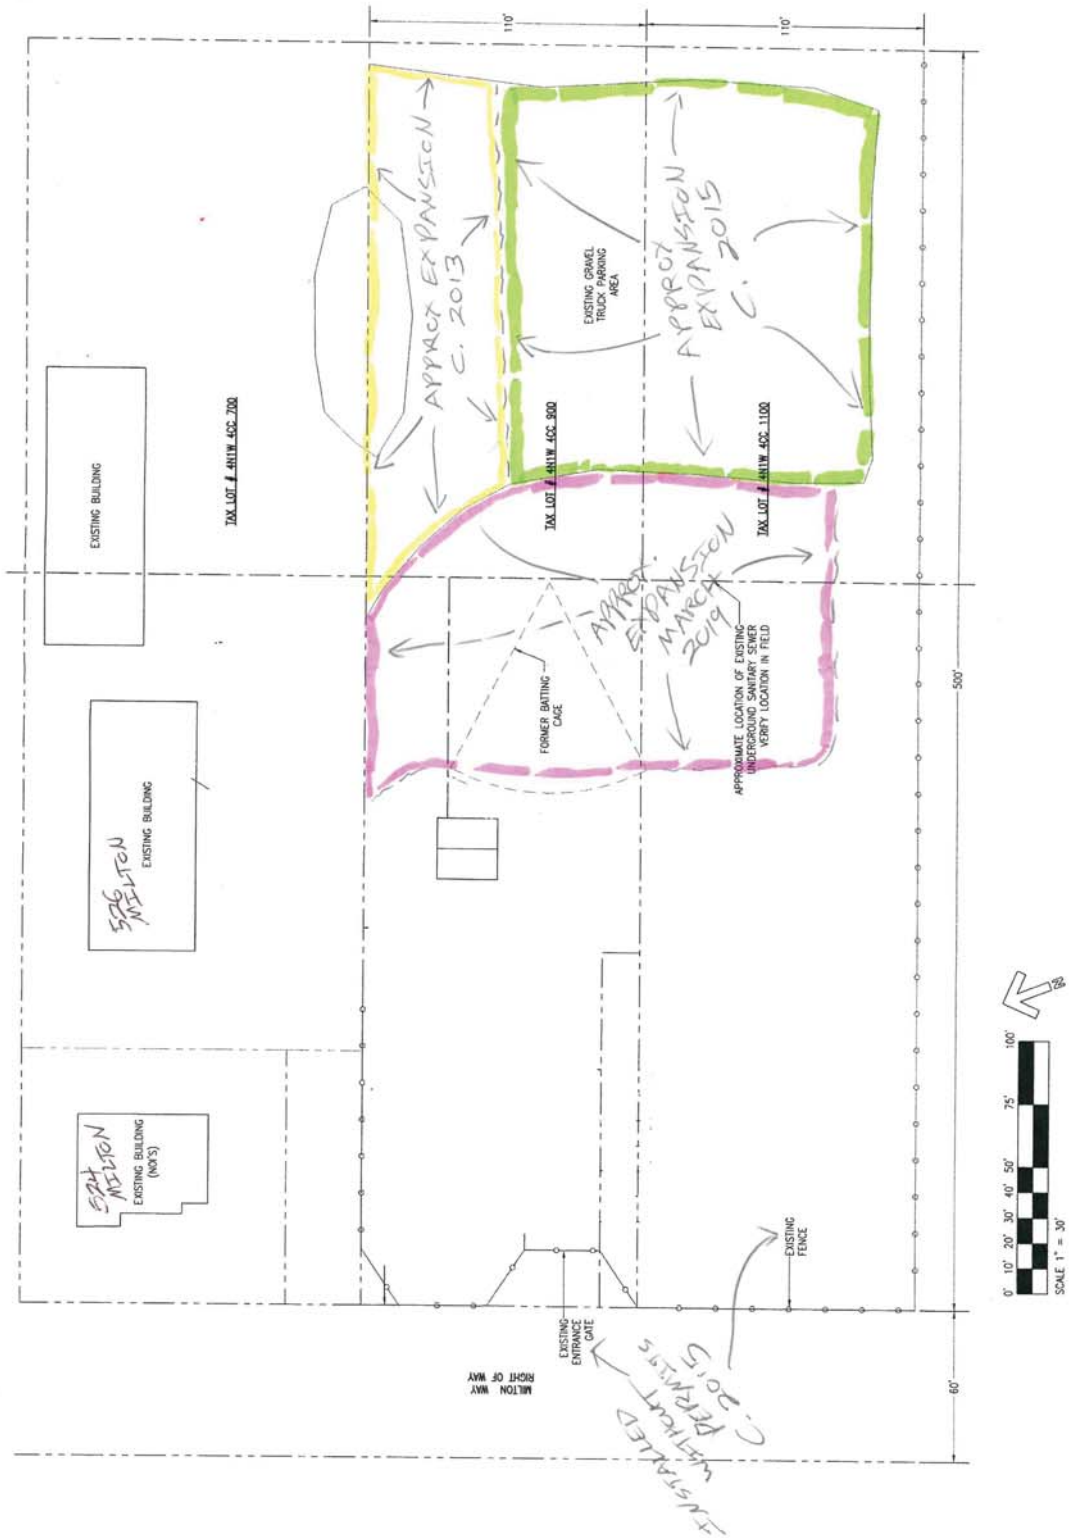 110'
110'
APPROX EXPANSION
C. 2013
EXISTING GRAVEL
TRUCK PARKING
AREA
APPROX
EXPANSION
C. 2015
EXISTING BUILDING
TAX LOT # 4N1W 4CC 700
TAX LOT # 4N1W 4CC 900
TAX LOT # 4N1W 4CC 1100
APPROX.
EXPANSION
MARCH
2019
FORMER BATTING
CAGE
APPROXIMATE LOCATION OF EXISTING
UNDERGROUND SANITARY SEWER
VERIFY LOCATION IN FIELD
500'
526
MILTON
EXISTING BUILDING
524
MILTON
EXISTING BUILDING
(NOI'S)
EXISTING
FENCE
EXISTING
ENTRANCE
GATE
MILTON WAY
RIGHT OF WAY
INSTALLED
WITHOUT
PERMITS
C. 2015
60'
0' 10' 20' 30' 40' 50' 75' 100'
SCALE 1" = 30'